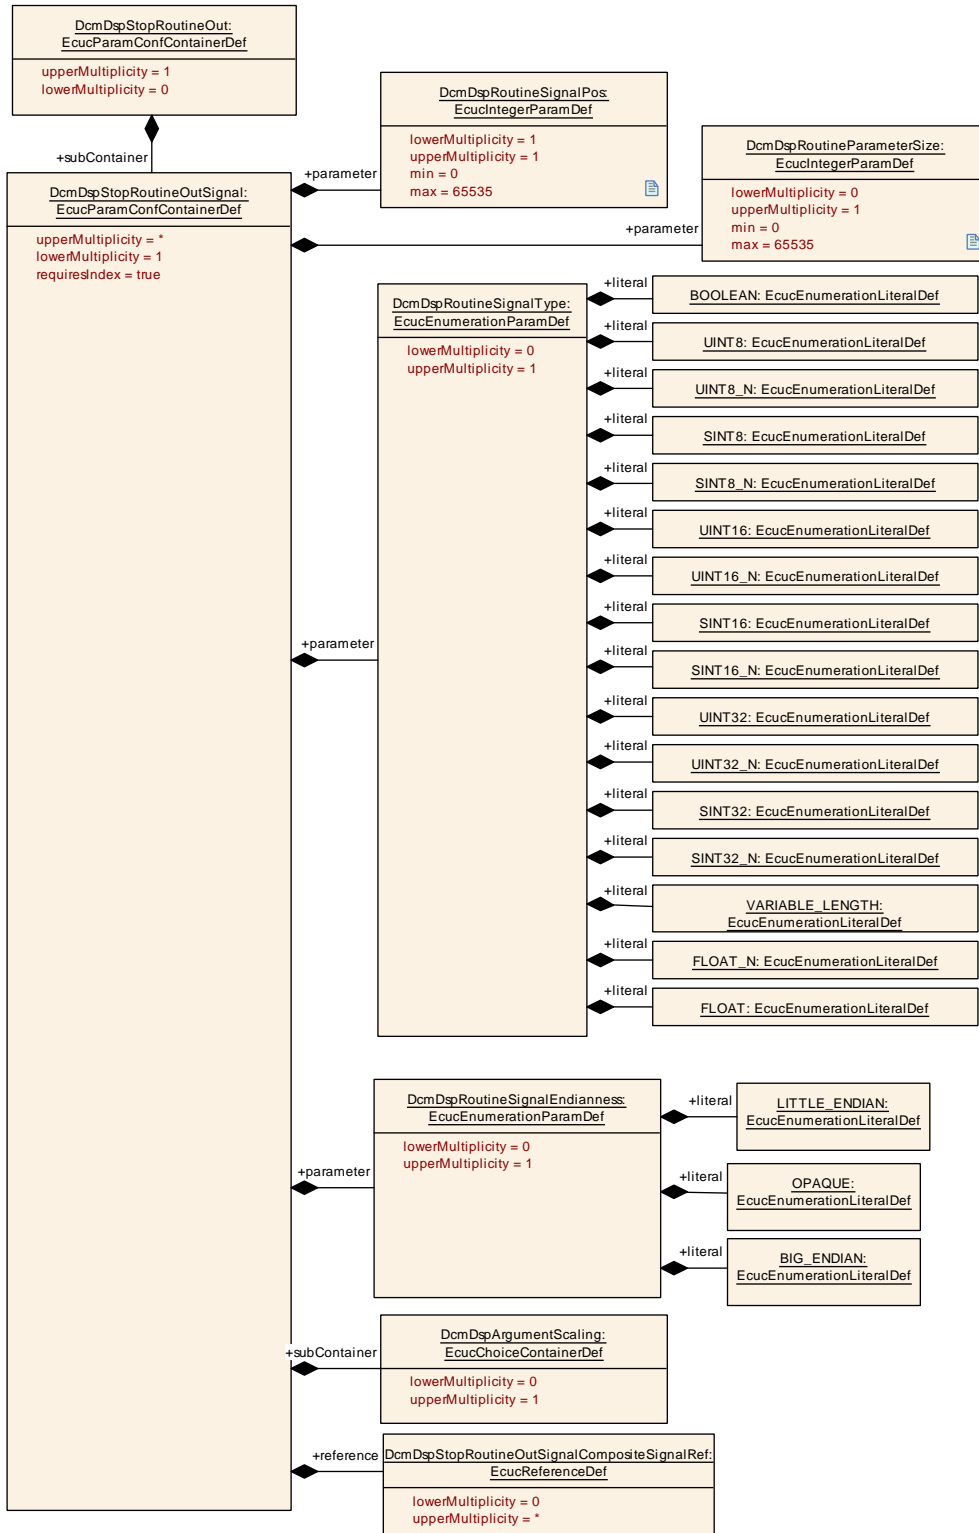 DcmDspStopRoutineOut:
EcucParamConfContainerDef
upperMultiplicity = 1
lowerMultiplicity = 0
+subContainer
DcmDspStopRoutineOutSignal:
EcucParamConfContainerDef
upperMultiplicity = *
lowerMultiplicity = 1
requiresIndex = true
+parameter
DcmDspRoutineSignalPos:
EcucIntegerParamDef
lowerMultiplicity = 1
upperMultiplicity = 1
min = 0
max = 65535
+parameter
DcmDspRoutineParameterSize:
EcucIntegerParamDef
lowerMultiplicity = 0
upperMultiplicity = 1
min = 0
max = 65535
+parameter
DcmDspRoutineSignalType:
EcucEnumerationParamDef
lowerMultiplicity = 0
upperMultiplicity = 1
+literal
BOOLEAN: EcucEnumerationLiteralDef
+literal
UINT8: EcucEnumerationLiteralDef
+literal
UINT8_N: EcucEnumerationLiteralDef
+literal
SINT8: EcucEnumerationLiteralDef
+literal
SINT8_N: EcucEnumerationLiteralDef
+literal
UINT16: EcucEnumerationLiteralDef
+literal
UINT16_N: EcucEnumerationLiteralDef
+literal
SINT16: EcucEnumerationLiteralDef
+literal
SINT16_N: EcucEnumerationLiteralDef
+literal
UINT32: EcucEnumerationLiteralDef
+literal
UINT32_N: EcucEnumerationLiteralDef
+literal
SINT32: EcucEnumerationLiteralDef
+literal
SINT32_N: EcucEnumerationLiteralDef
+literal
VARIABLE_LENGTH:
EcucEnumerationLiteralDef
+literal
FLOAT_N: EcucEnumerationLiteralDef
+literal
FLOAT: EcucEnumerationLiteralDef
+parameter
DcmDspRoutineSignalEndianness:
EcucEnumerationParamDef
lowerMultiplicity = 0
upperMultiplicity = 1
+literal
LITTLE_ENDIAN:
EcucEnumerationLiteralDef
+literal
OPAQUE:
EcucEnumerationLiteralDef
+literal
BIG_ENDIAN:
EcucEnumerationLiteralDef
+subContainer
DcmDspArgumentScaling:
EcucChoiceContainerDef
lowerMultiplicity = 0
upperMultiplicity = 1
+reference
DcmDspStopRoutineOutSignalCompositeSignalRef:
EcucReferenceDef
lowerMultiplicity = 0
upperMultiplicity = *